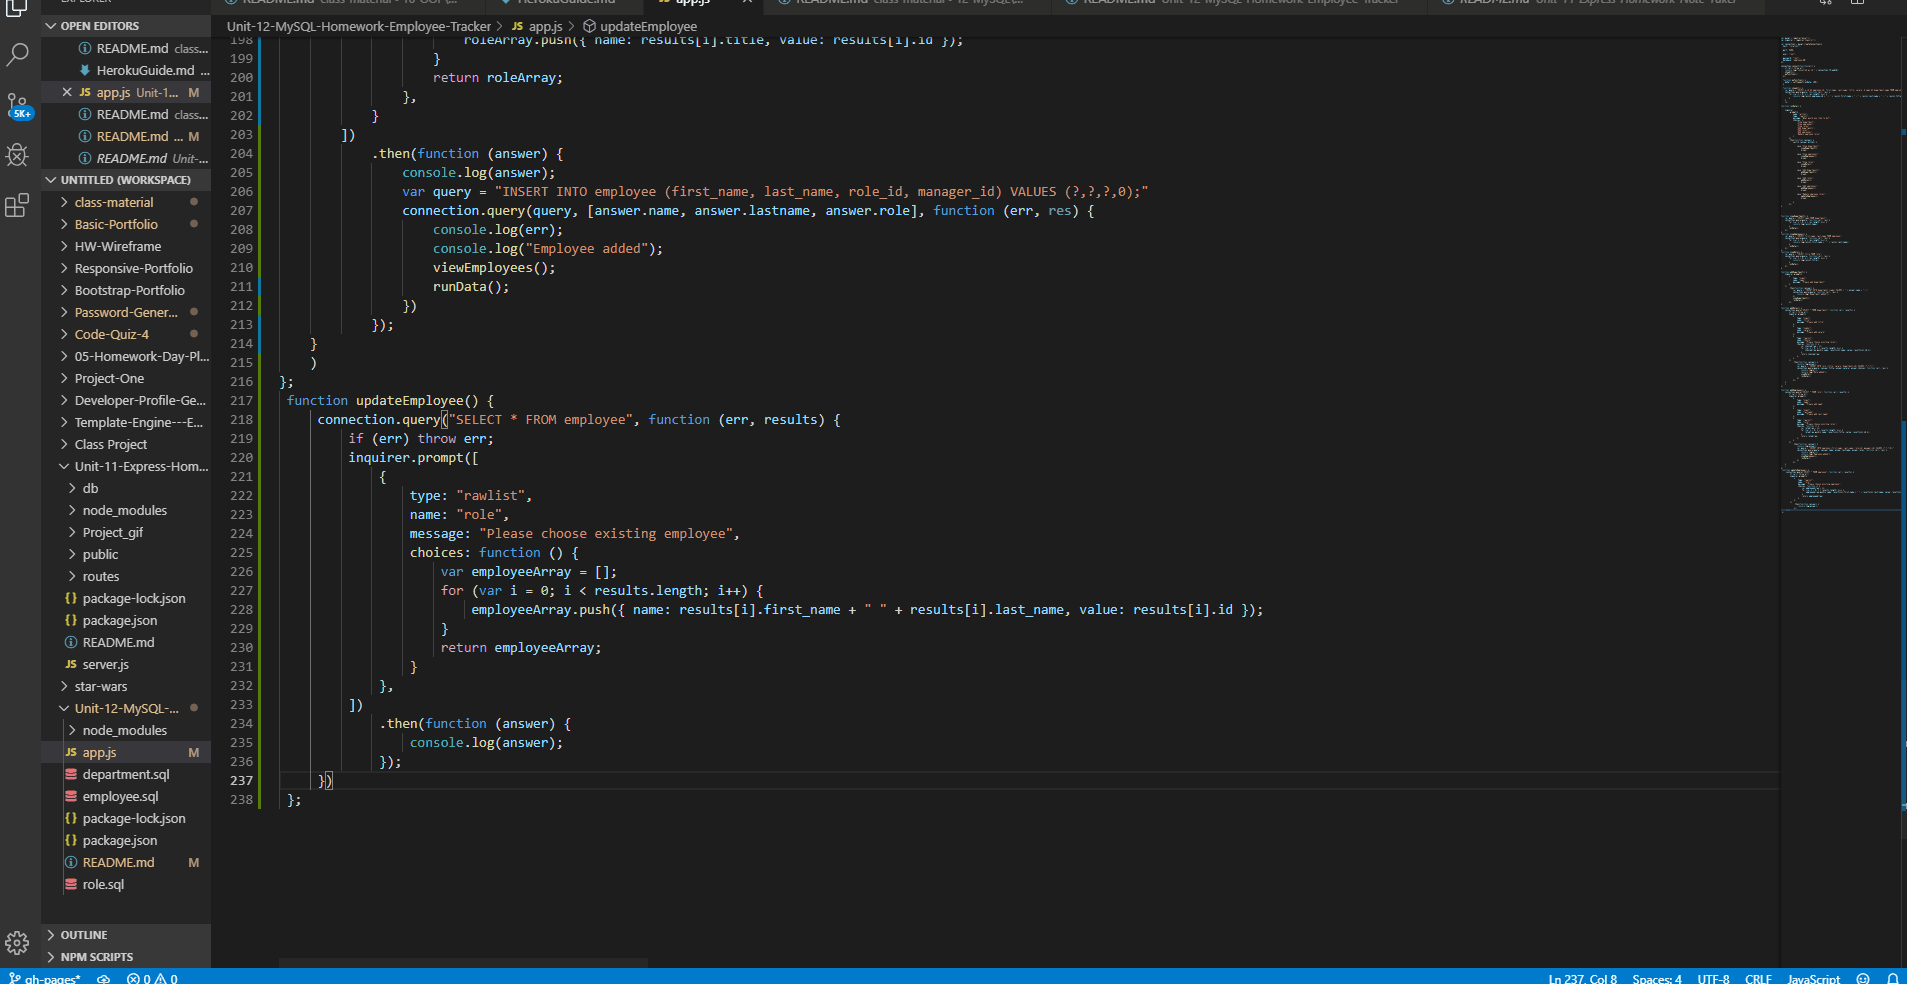 Unit-12-MySQL-Homework-Employee-Tracker > JS app.js > updateEmployee
OPEN EDITORS
README.md class...
HerokuGuide.md ...
JS app.js Unit-1... M
README.md class...
README.md ... M
README.md Unit-...
UNTITLED (WORKSPACE)
class-material
Basic-Portfolio
HW-Wireframe
Responsive-Portfolio
Bootstrap-Portfolio
Password-Gener...
Code-Quiz-4
05-Homework-Day-Pl...
Project-One
Developer-Profile-Ge...
Template-Engine---E...
Class Project
Unit-11-Express-Hom...
db
node_modules
Project_gif
public
routes
{} package-lock.json
{} package.json
README.md
JS server.js
star-wars
Unit-12-MySQL-...
node_modules
JS app.js M
department.sql
employee.sql
{} package-lock.json
{} package.json
README.md M
role.sql
OUTLINE
NPM SCRIPTS
5K+
198 roleArray.push({ name: results[i].title, value: results[i].id });
199 }
200 return roleArray;
201 },
202 }
203 ])
204 .then(function (answer) {
205 console.log(answer);
206 var query = "INSERT INTO employee (first_name, last_name, role_id, manager_id) VALUES (?,?,?,0);"
207 connection.query(query, [answer.name, answer.lastname, answer.role], function (err, res) {
208 console.log(err);
209 console.log("Employee added");
210 viewEmployees();
211 runData();
212 })
213 });
214 }
215 )
216 };
217 function updateEmployee() {
218 connection.query("SELECT * FROM employee", function (err, results) {
219 if (err) throw err;
220 inquirer.prompt([
221 {
222 type: "rawlist",
223 name: "role",
224 message: "Please choose existing employee",
225 choices: function () {
226 var employeeArray = [];
227 for (var i = 0; i < results.length; i++) {
228 employeeArray.push({ name: results[i].first_name + " " + results[i].last_name, value: results[i].id });
229 }
230 return employeeArray;
231 }
232 },
233 ])
234 .then(function (answer) {
235 console.log(answer);
236 });
237 })
238 };
gh-pages* 0 0 Ln 237, Col 8 Spaces: 4 UTF-8 CRLF JavaScript